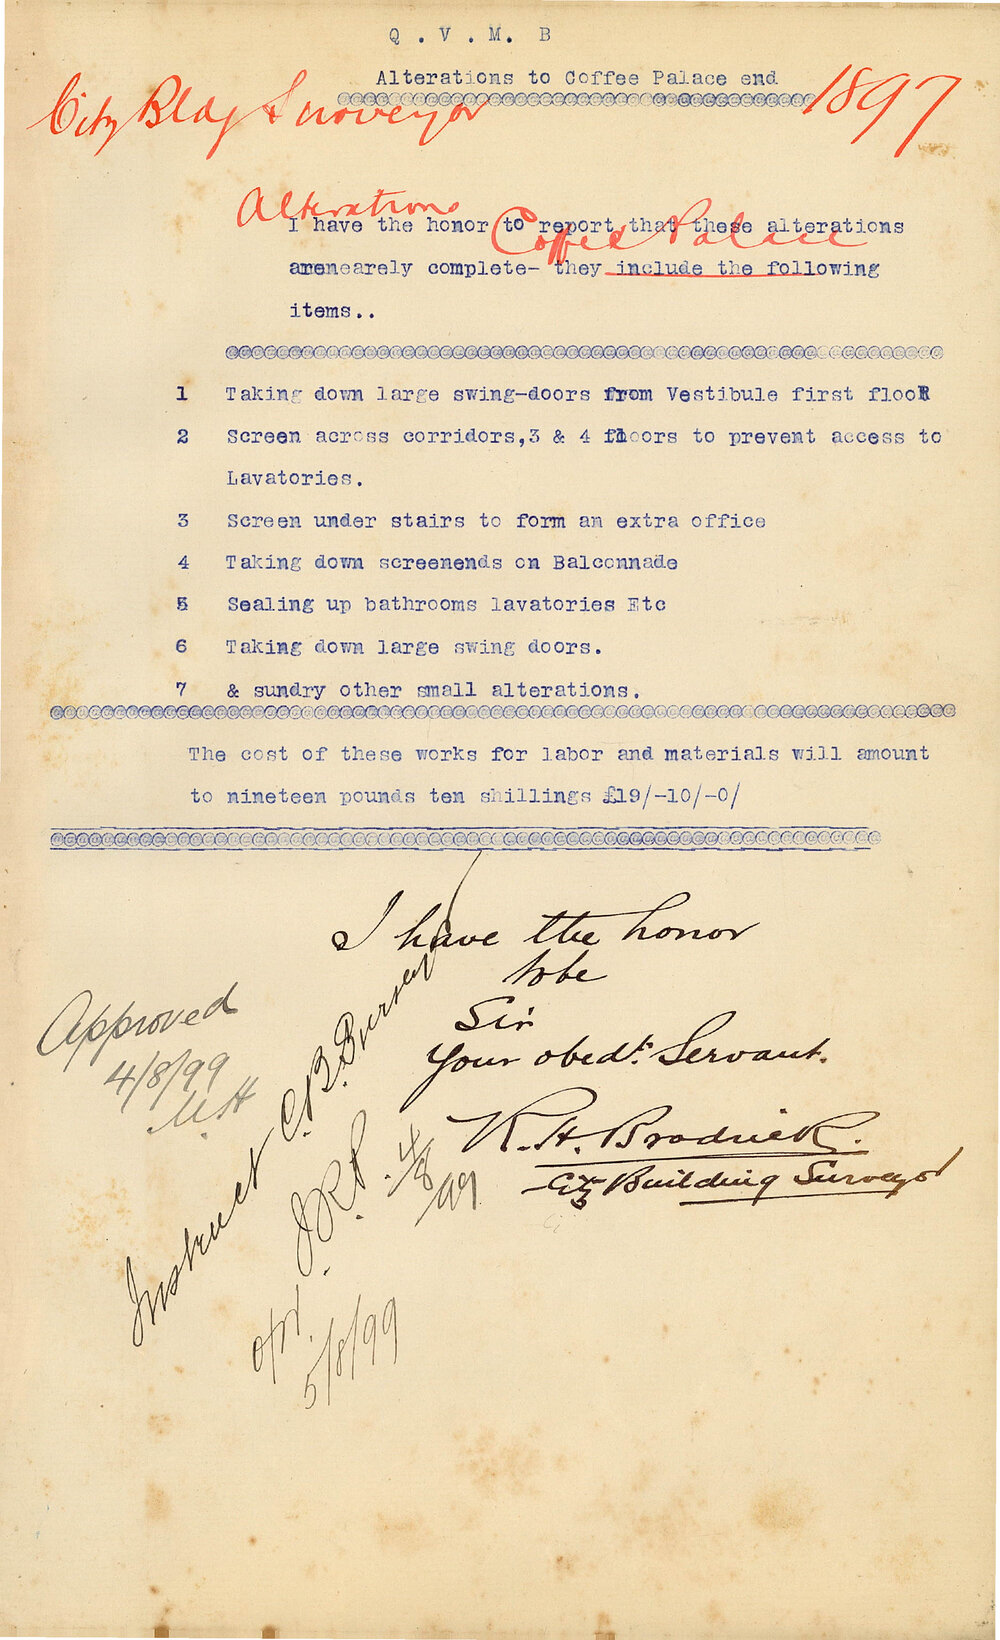 Q . V . M. B
Alterations to Coffee Palace end
City Bldg Surveyor
1897
Alterations
Coffee Palace
I have the honor to report that these alterations
arenearely complete- they include the following
items..
1 Taking down large swing-doors from Vestibule first flooR
2 Screen across corridors,3 & 4 floors to prevent access to
Lavatories.
3 Screen under stairs to form an extra office
4 Taking down screenends on Balconnade
5 Sealing up bathrooms lavatories Etc
6 Taking down large swing doors.
7 & sundry other small alterations.
The cost of these works for labor and materials will amount
to nineteen pounds ten shillings £19/-10/-0/
I have the honor
to be
Sir
Your obedt. Servant.
R. H. Brodrick.
City Building Surveyor
Approved
4/8/99
M.H
Instruct C.B. Survey
J.R.P. 4/8/99
5/8/99